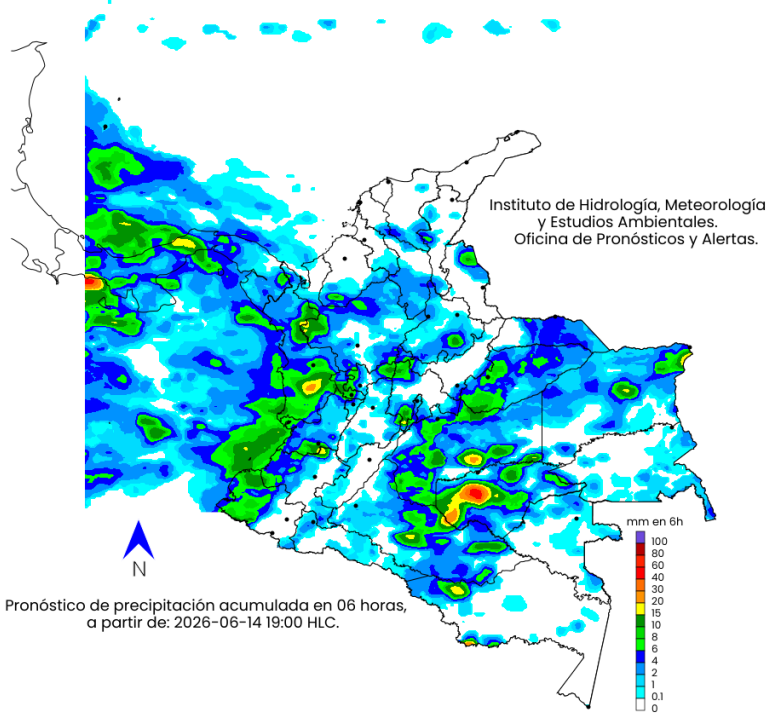 Instituto de Hidrología, Meteorología
y Estudios Ambientales.
Oficina de Pronósticos y Alertas.
mm en 6h
100
80
60
40
30
20
15
10
8
6
4
2
1
0.1
0
N
Pronóstico de precipitación acumulada en 06 horas,
a partir de: 2026-06-14 19:00 HLC.